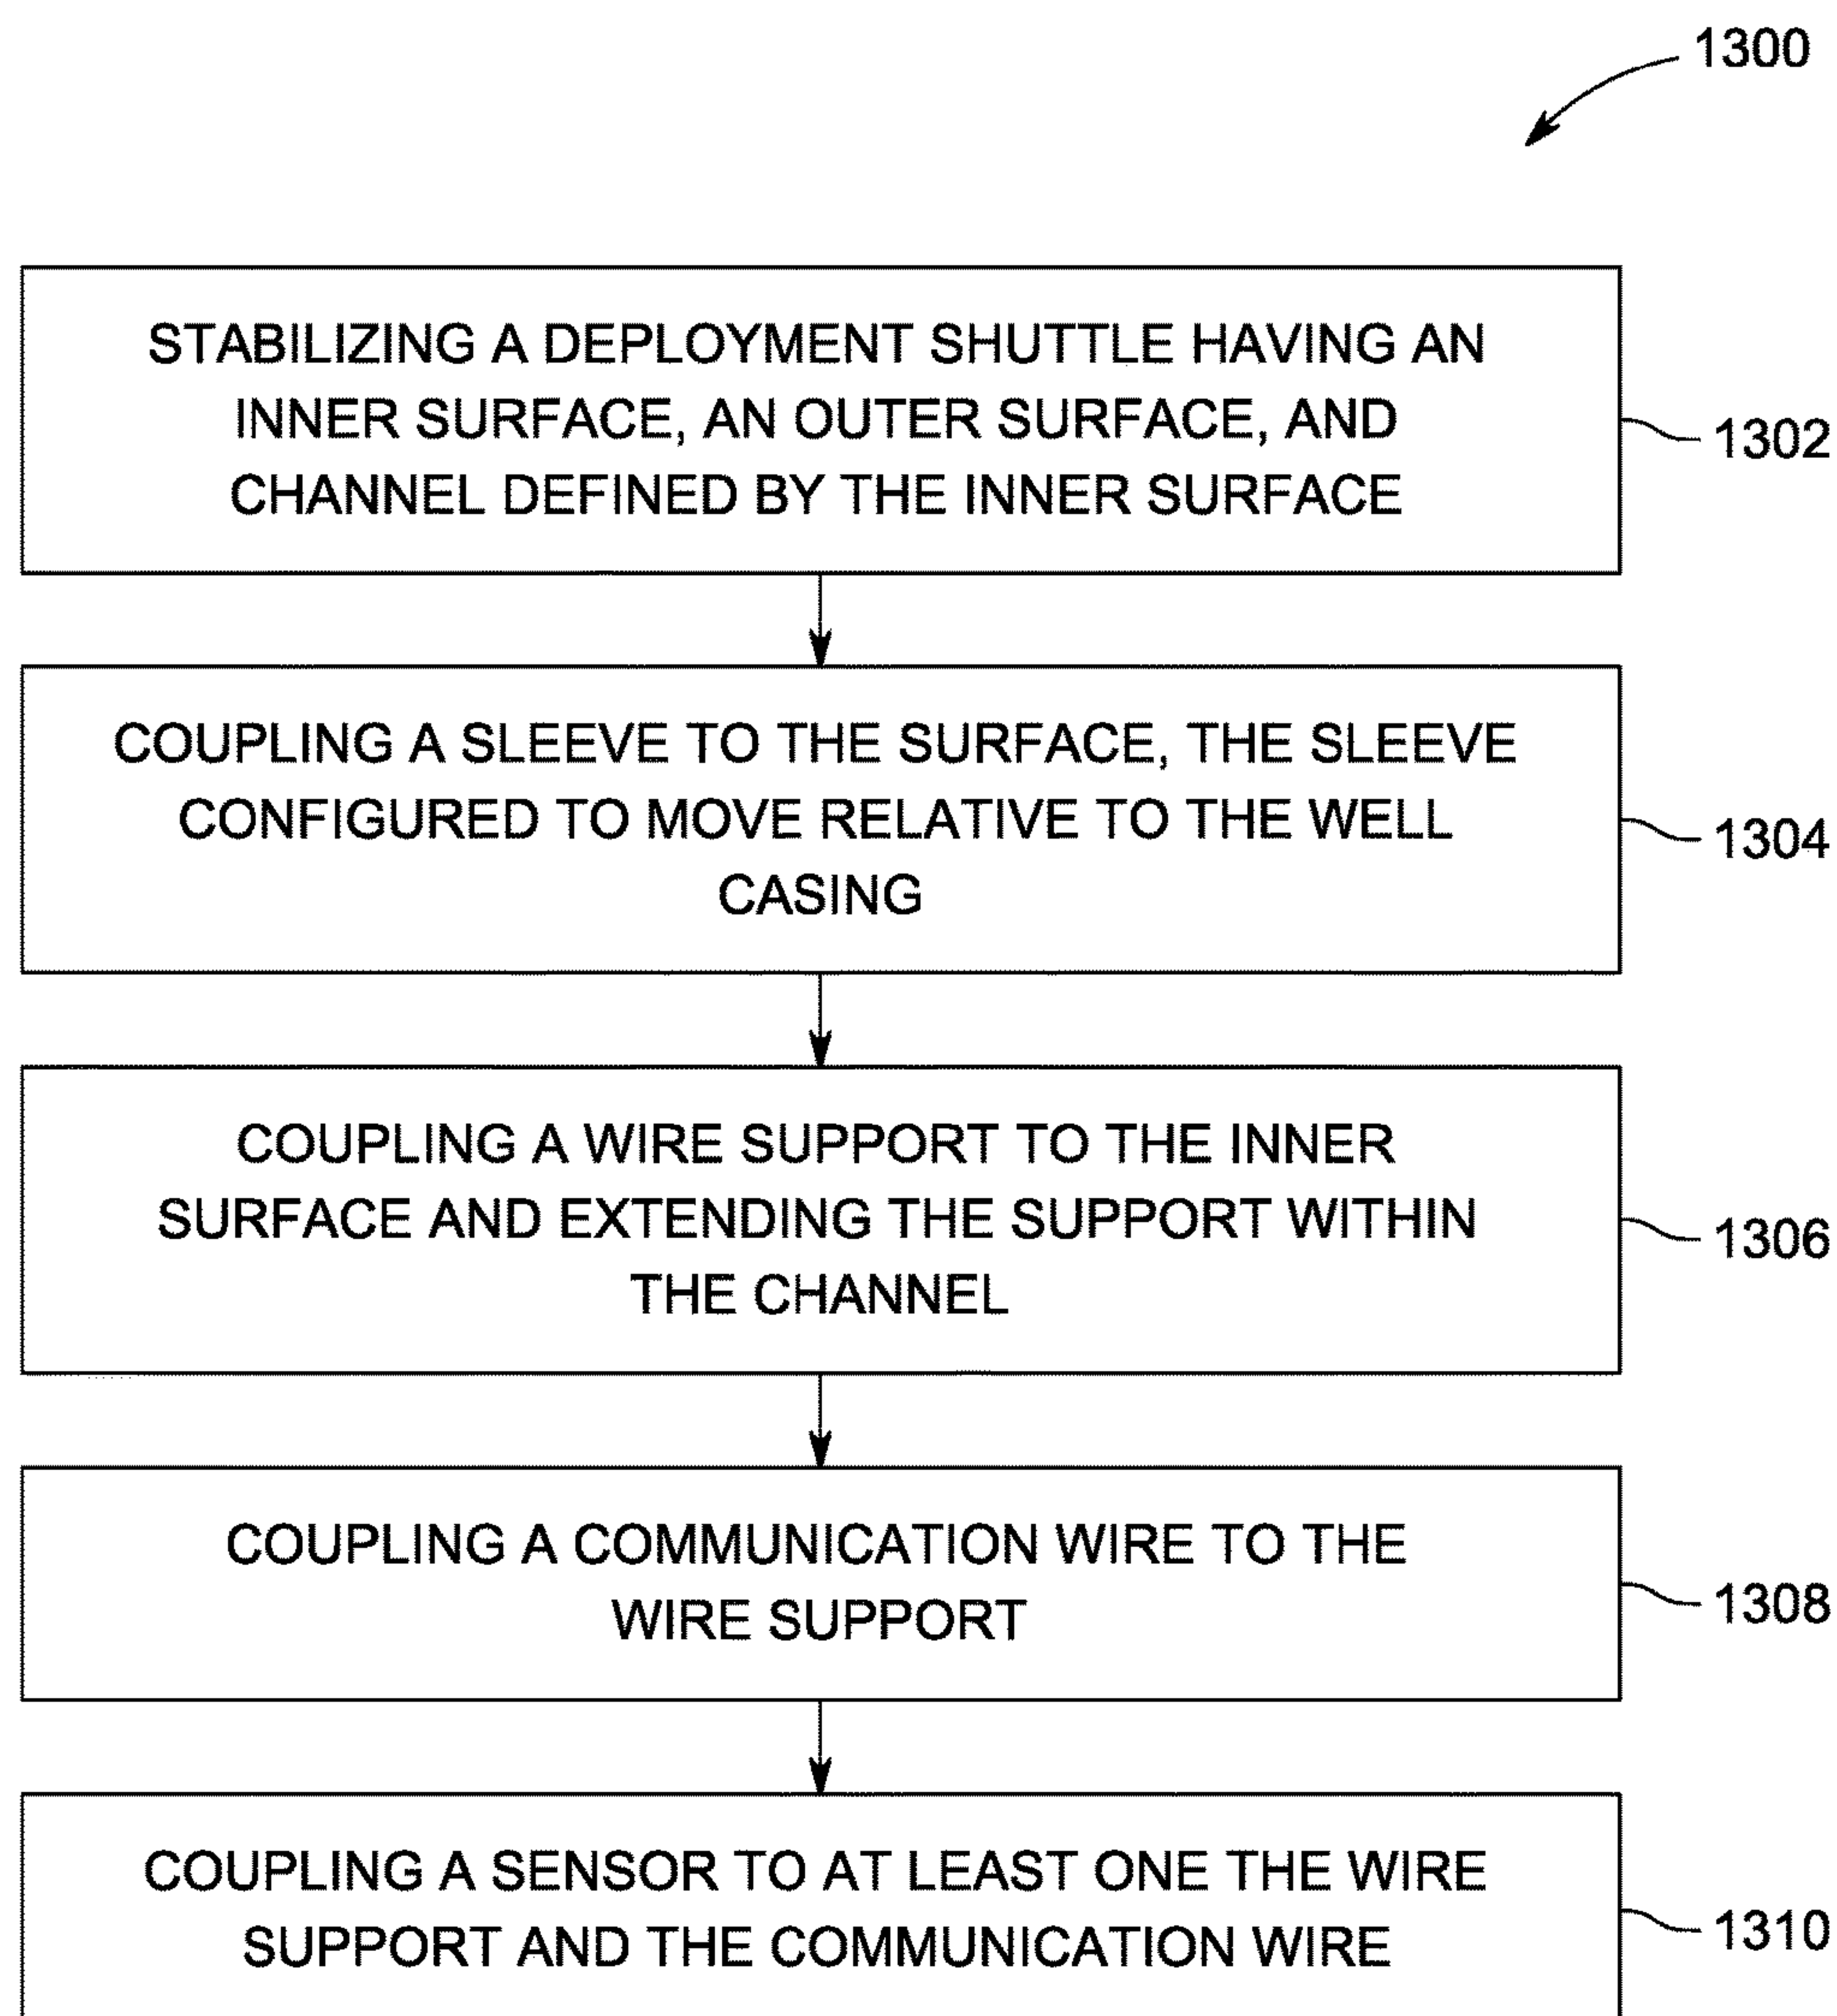 1300
STABILIZING A DEPLOYMENT SHUTTLE HAVING AN
INNER SURFACE, AN OUTER SURFACE, AND
CHANNEL DEFINED BY THE INNER SURFACE
1302
COUPLING A SLEEVE TO THE SURFACE, THE SLEEVE
CONFIGURED TO MOVE RELATIVE TO THE WELL
CASING
1304
COUPLING A WIRE SUPPORT TO THE INNER
SURFACE AND EXTENDING THE SUPPORT WITHIN
THE CHANNEL
1306
COUPLING A COMMUNICATION WIRE TO THE
WIRE SUPPORT
1308
COUPLING A SENSOR TO AT LEAST ONE THE WIRE
SUPPORT AND THE COMMUNICATION WIRE
1310